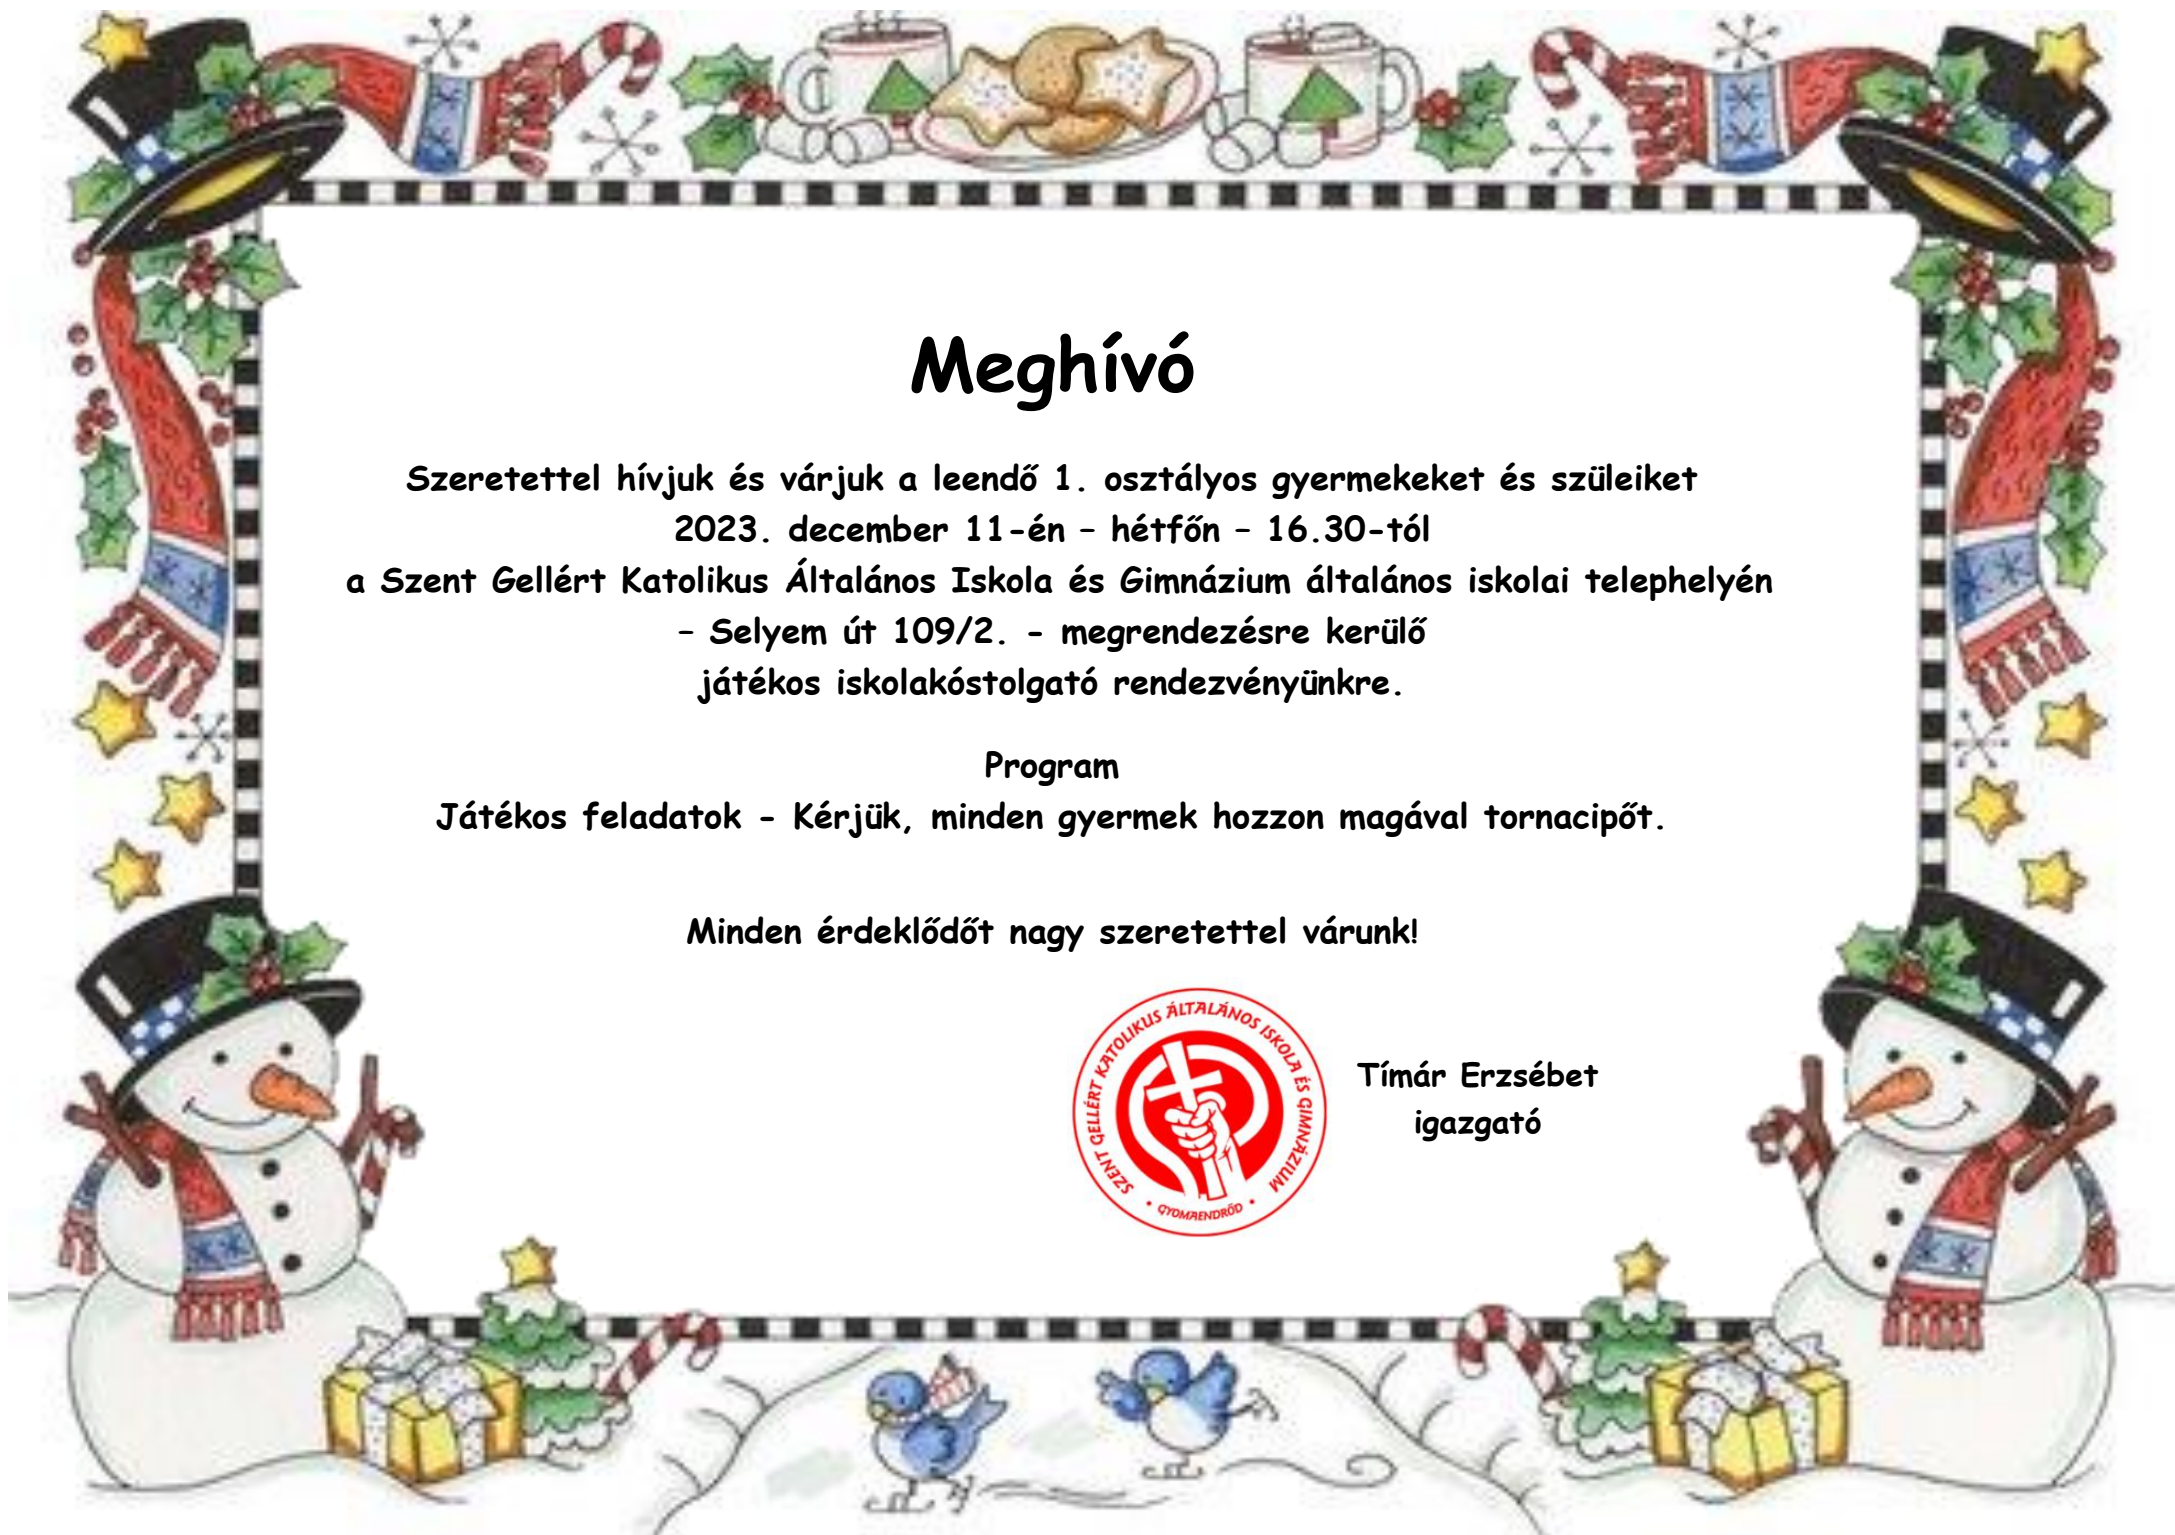 Meghívó
Szeretettel hívjuk és várjuk a leendő 1. osztályos gyermekeket és szüleiket
2023. december 11-én – hétfőn – 16.30-tól
a Szent Gellért Katolikus Általános Iskola és Gimnázium általános iskolai telephelyén
– Selyem út 109/2. - megrendezésre kerülő
játékos iskolakóstolgató rendezvényünkre.
Program
Játékos feladatok - Kérjük, minden gyermek hozzon magával tornacipőt.
Minden érdeklődőt nagy szeretettel várunk!
SZENT GELLÉRT KATOLIKUS ÁLTALÁNOS ISKOLA ÉS GIMNÁZIUM
• GYOMAENDRŐD •
Tímár Erzsébet
igazgató